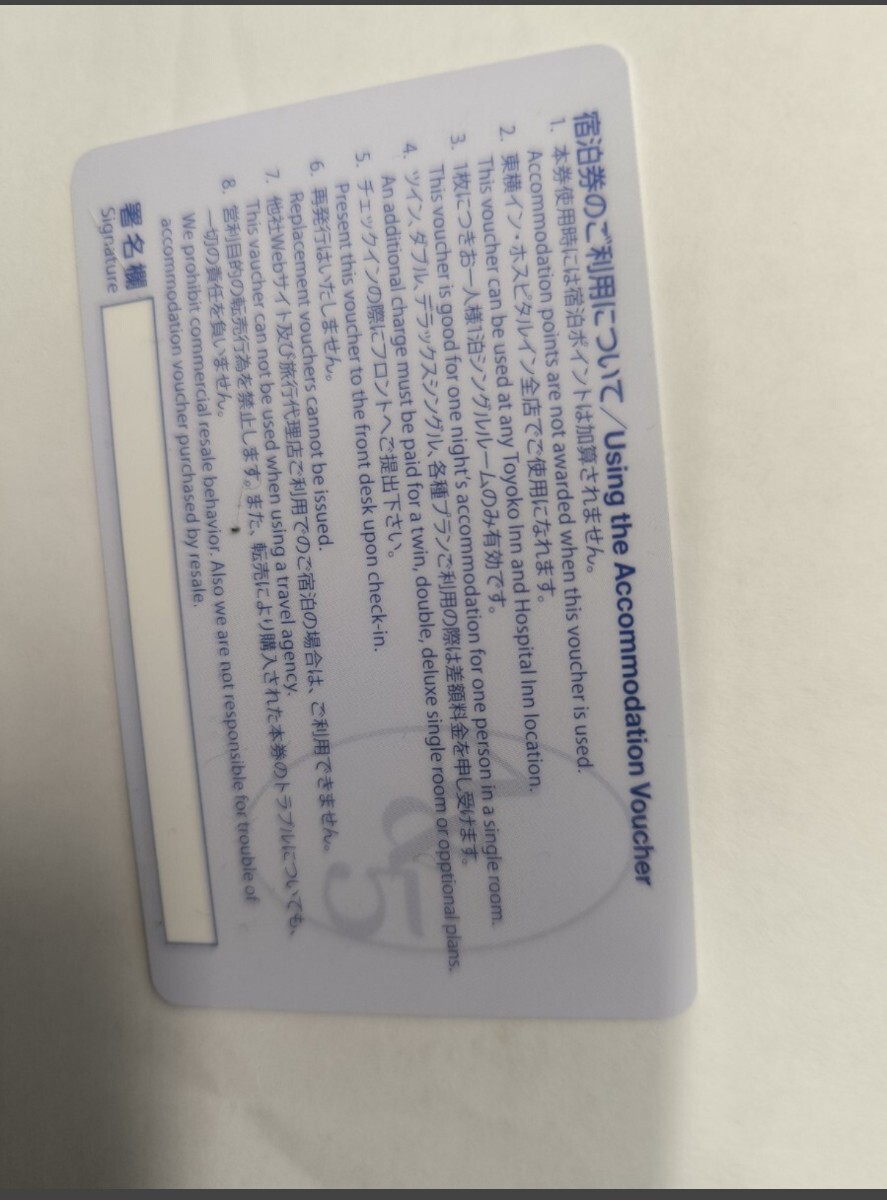 宿泊券のご利用について／Using the Accommodation Voucher
1. 本券使用時には宿泊ポイントは加算されません。
Accommodation points are not awarded when this voucher is used.
2. 東横イン・ホスピタルイン全店でご使用になれます。
This voucher can be used at any Toyoko Inn and Hospital Inn location.
3. 1枚につきお一人様1泊シングルルームのみ有効です。
This voucher is good for one night's accommodation for one person in a single room.
4. ツイン、ダブル、デラックスシングル、各種プランご利用の際は差額料金を申し受けます。
An additional charge must be paid for a twin, double, deluxe single room or opptional plans.
5. チェックインの際にフロントへご提出下さい。
Present this voucher to the front desk upon check-in.
6. 再発行はいたしません。
Replacement vouchers cannot be issued.
7. 他社Webサイト及び旅行代理店ご利用でのご宿泊の場合は、ご利用できません。
This vaucher can not be used when using a travel agency.
8. 営利目的の転売行為を禁止します。また、転売により購入された本券のトラブルについても、
一切の責任を負いません。
We prohibit commercial resale behavior. Also we are not responsible for trouble of
accommodation voucher purchased by resale.
署名欄
Signature
4&5